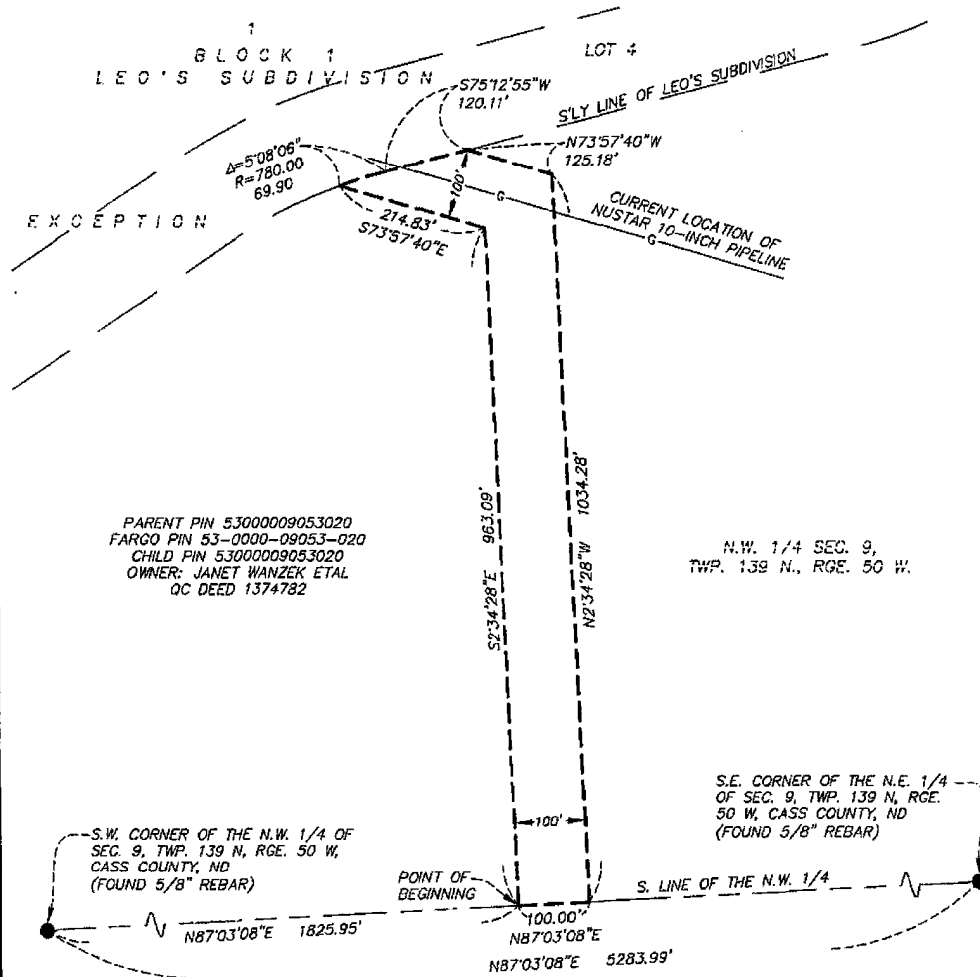 1
BLOCK 1
LEO'S SUBDIVISION
LOT 4
S'LY LINE OF LEO'S SUBDIVISION
S75°12'55"W
120.11'
N73°57'40"W
125.18'
Δ=5°08'06"
R=780.00
69.90
EXCEPTION
100'
G
214.83'
S73°57'40"E
CURRENT LOCATION OF
NUSTAR 10-INCH PIPELINE
G
S2°34'28"E 963.09'
N2°34'28"W 1034.28'
PARENT PIN 53000009053020
FARGO PIN 53-0000-09053-020
CHILD PIN 53000009053020
OWNER: JANET WANZEK ETAL
QC DEED 1374782
N.W. 1/4 SEC. 9,
TWP. 139 N., RGE. 50 W.
S.E. CORNER OF THE N.E. 1/4
OF SEC. 9, TWP. 139 N, RGE.
50 W, CASS COUNTY, ND
(FOUND 5/8" REBAR)
100'
S.W. CORNER OF THE N.W. 1/4 OF
SEC. 9, TWP. 139 N, RGE. 50 W,
CASS COUNTY, ND
(FOUND 5/8" REBAR)
POINT OF
BEGINNING
S. LINE OF THE N.W. 1/4
N87°03'08"E 1825.95'
100.00'
N87°03'08"E
N87°03'08"E 5283.99'